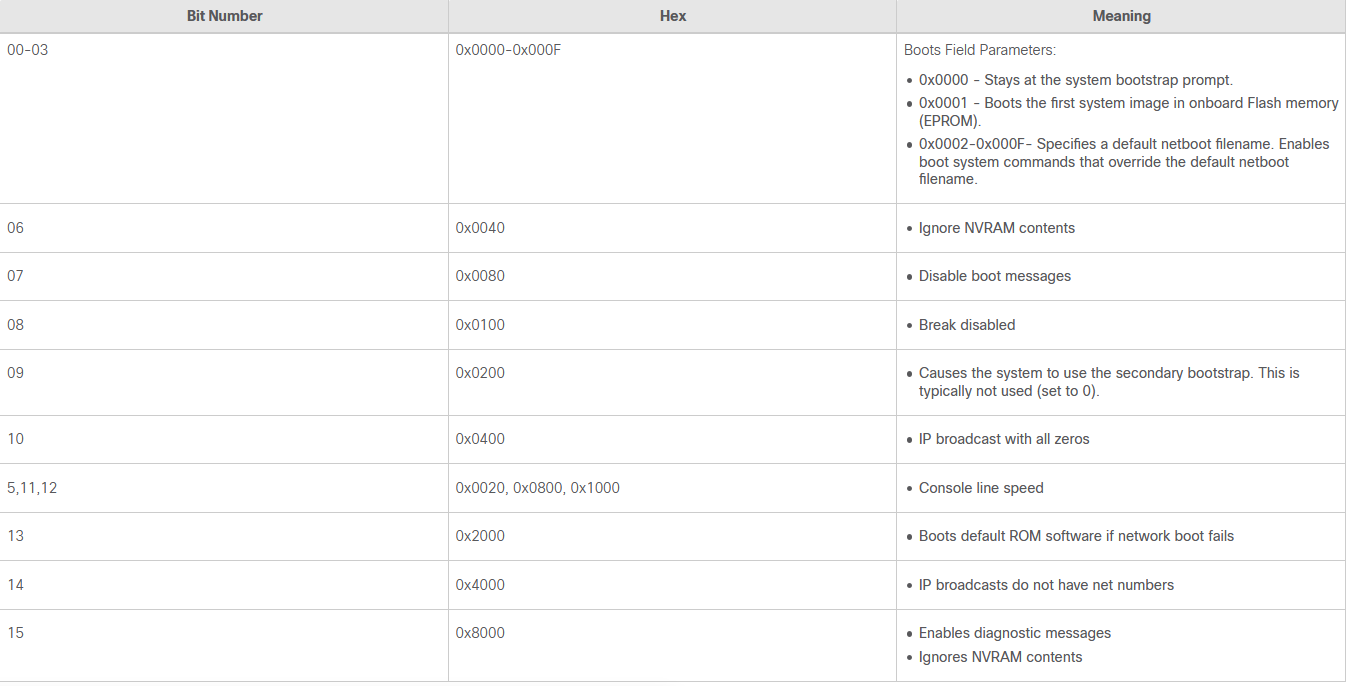 Bit Number Hex Meaning
00-03 0x0000-0x000F Boots Field Parameters:
• 0x0000 - Stays at the system bootstrap prompt.
• 0x0001 - Boots the first system image in onboard Flash memory
(EPROM).
• 0x0002-0x000F- Specifies a default netboot filename. Enables
boot system commands that override the default netboot
filename.
06 0x0040 • Ignore NVRAM contents
07 0x0080 • Disable boot messages
08 0x0100 • Break disabled
09 0x0200 • Causes the system to use the secondary bootstrap. This is
typically not used (set to 0).
10 0x0400 • IP broadcast with all zeros
5,11,12 0x0020, 0x0800, 0x1000 • Console line speed
13 0x2000 • Boots default ROM software if network boot fails
14 0x4000 • IP broadcasts do not have net numbers
15 0x8000 • Enables diagnostic messages
• Ignores NVRAM contents